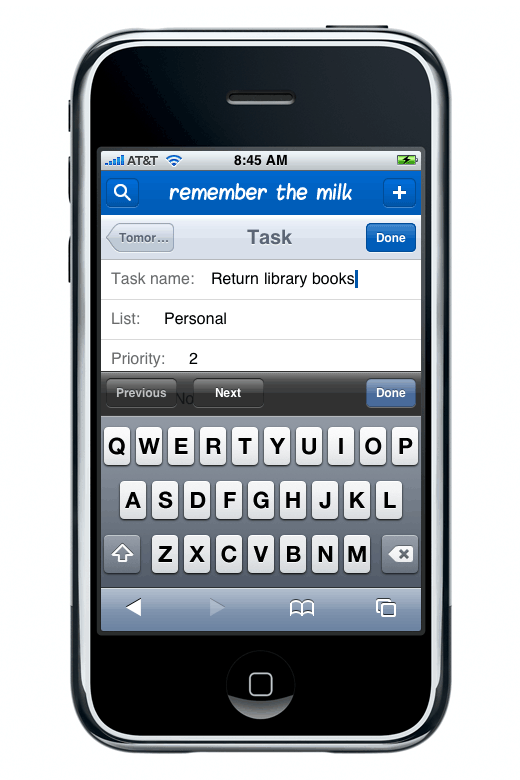 AT&T 8:45 AM
remember the milk +
Tomor... Task Done
Task name: Return library books
List: Personal
Priority: 2
Previous No Next Done
Q W E R T Y U I O P
A S D F G H J K L
Z X C V B N M